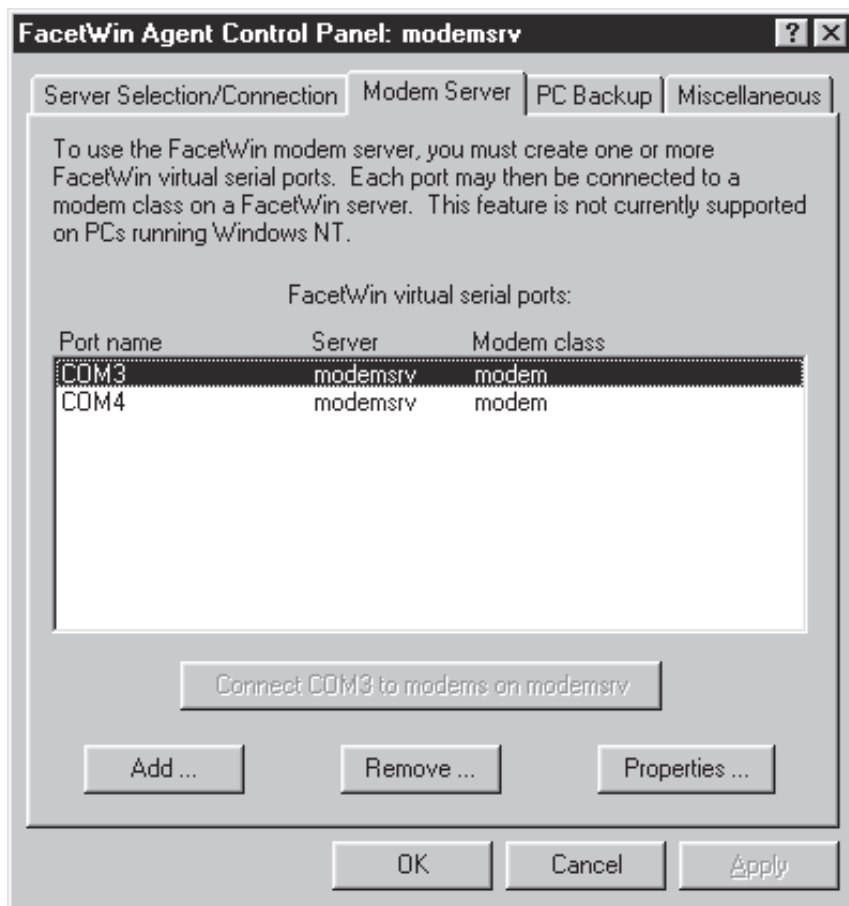 FacetWin Agent Control Panel: modemsrv
Server Selection/Connection Modem Server PC Backup Miscellaneous
To use the FacetWin modem server, you must create one or more
FacetWin virtual serial ports. Each port may then be connected to a
modem class on a FacetWin server. This feature is not currently supported
on PCs running Windows NT.
FacetWin virtual serial ports:
Port name Server Modem class
COM3 modemsrv modem
COM4 modemsrv modem
Connect COM3 to modems on modemsrv
Add ... Remove ... Properties ...
OK Cancel Apply